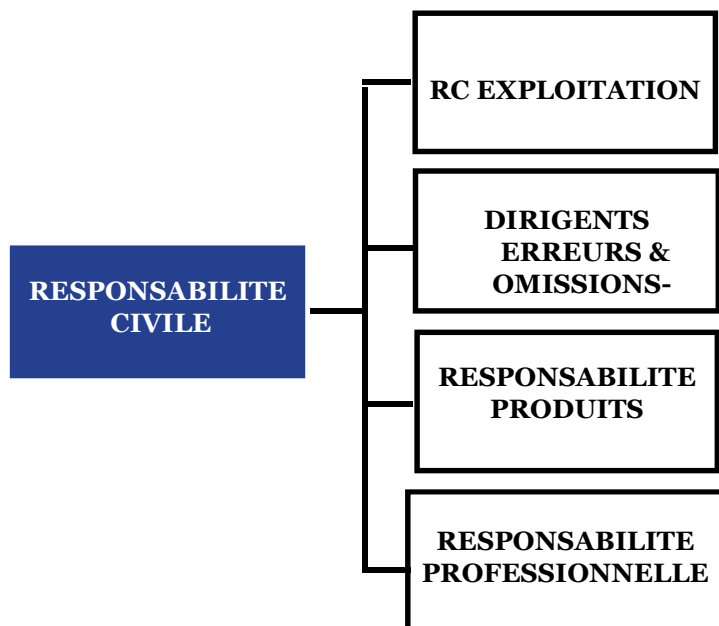 RC EXPLOITATION
DIRIGENTS
ERREURS &
OMISSIONS-
RESPONSABILITE
CIVILE
RESPONSABILITE
PRODUITS
RESPONSABILITE
PROFESSIONNELLE